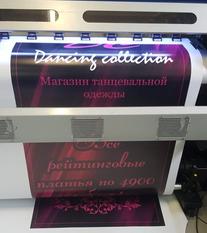 Dancing collection
Магазин танцевальной
одежды
Все
рейтинговые
платья по 4900